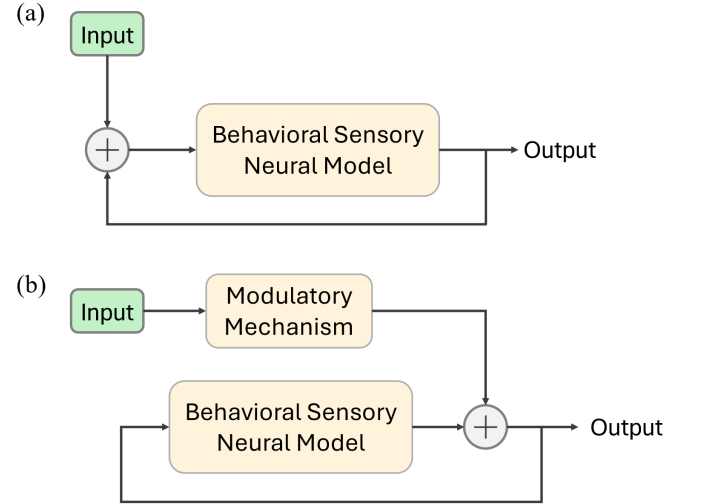 (a)
Input
+
Behavioral Sensory
Neural Model
Output
(b)
Input
Modulatory
Mechanism
Behavioral Sensory
Neural Model
+
Output